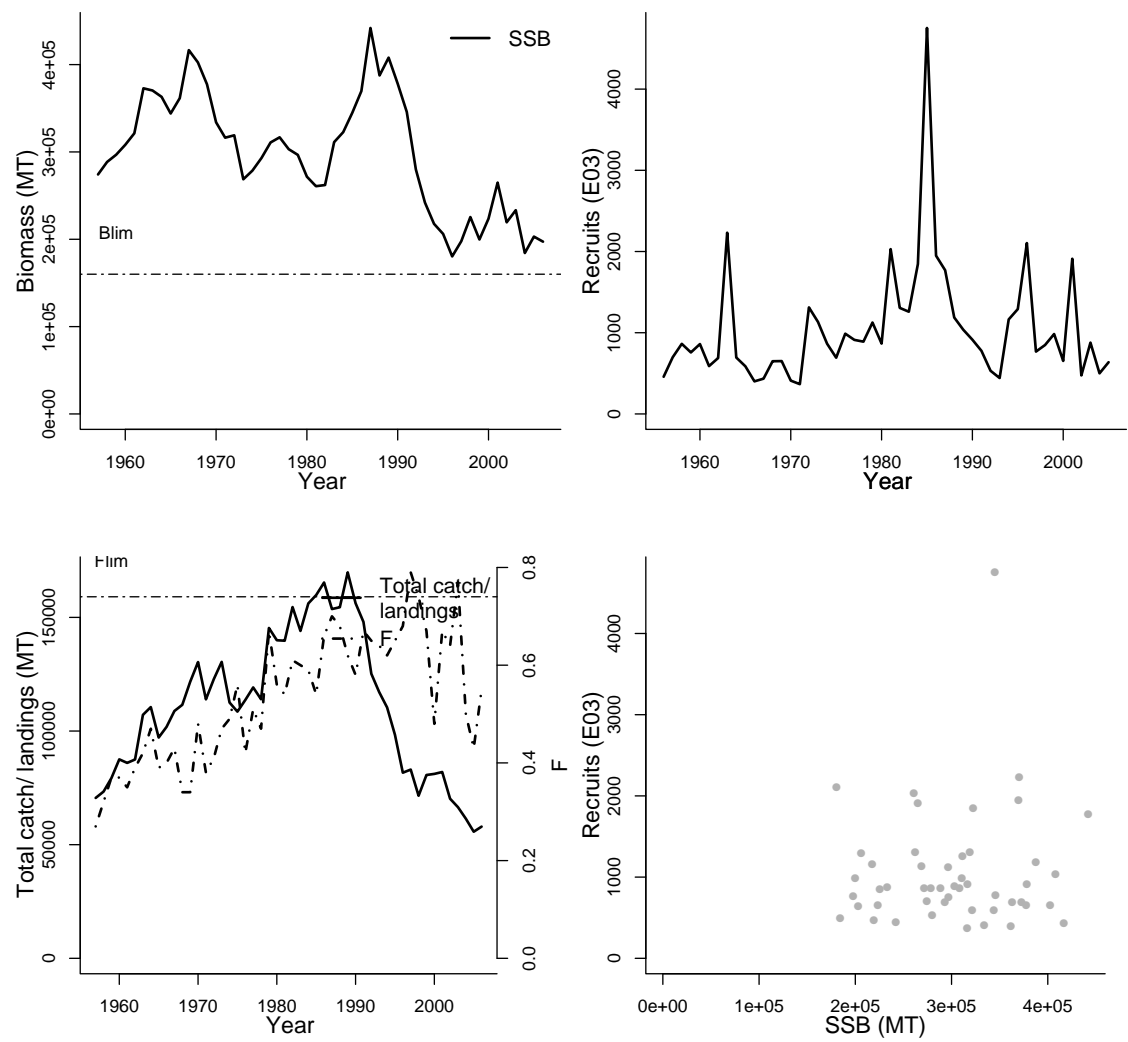 SSB
Blim
Biomass (MT)
0e+00
1e+05
2e+05
3e+05
4e+05
1960
1970
1980
1990
2000
Year
Recruits (E03)
0
1000
2000
3000
4000
1960
1970
1980
1990
2000
Year
Flim
Total catch/
landings
F
Total catch/ landings (MT)
0
50000
100000
150000
0.0
0.2
0.4
0.6
0.8
F
1960
1970
1980
1990
2000
Year
Recruits (E03)
0
1000
2000
3000
4000
0e+00
1e+05
2e+05
3e+05
4e+05
SSB (MT)